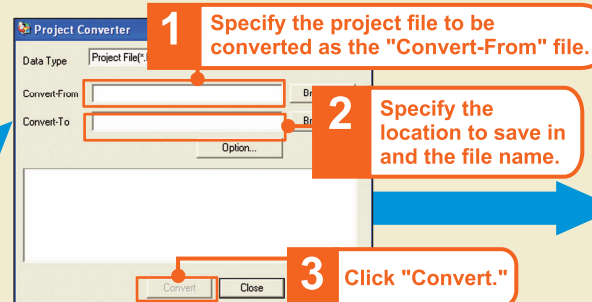 Project Converter
1
Specify the project file to be
converted as the "Convert-From" file.
Data Type
Project File(*.
Convert-From
Br
2
Specify the
location to save in
and the file name.
Convert-To
Br
Option...
3
Click "Convert."
Convert
Close